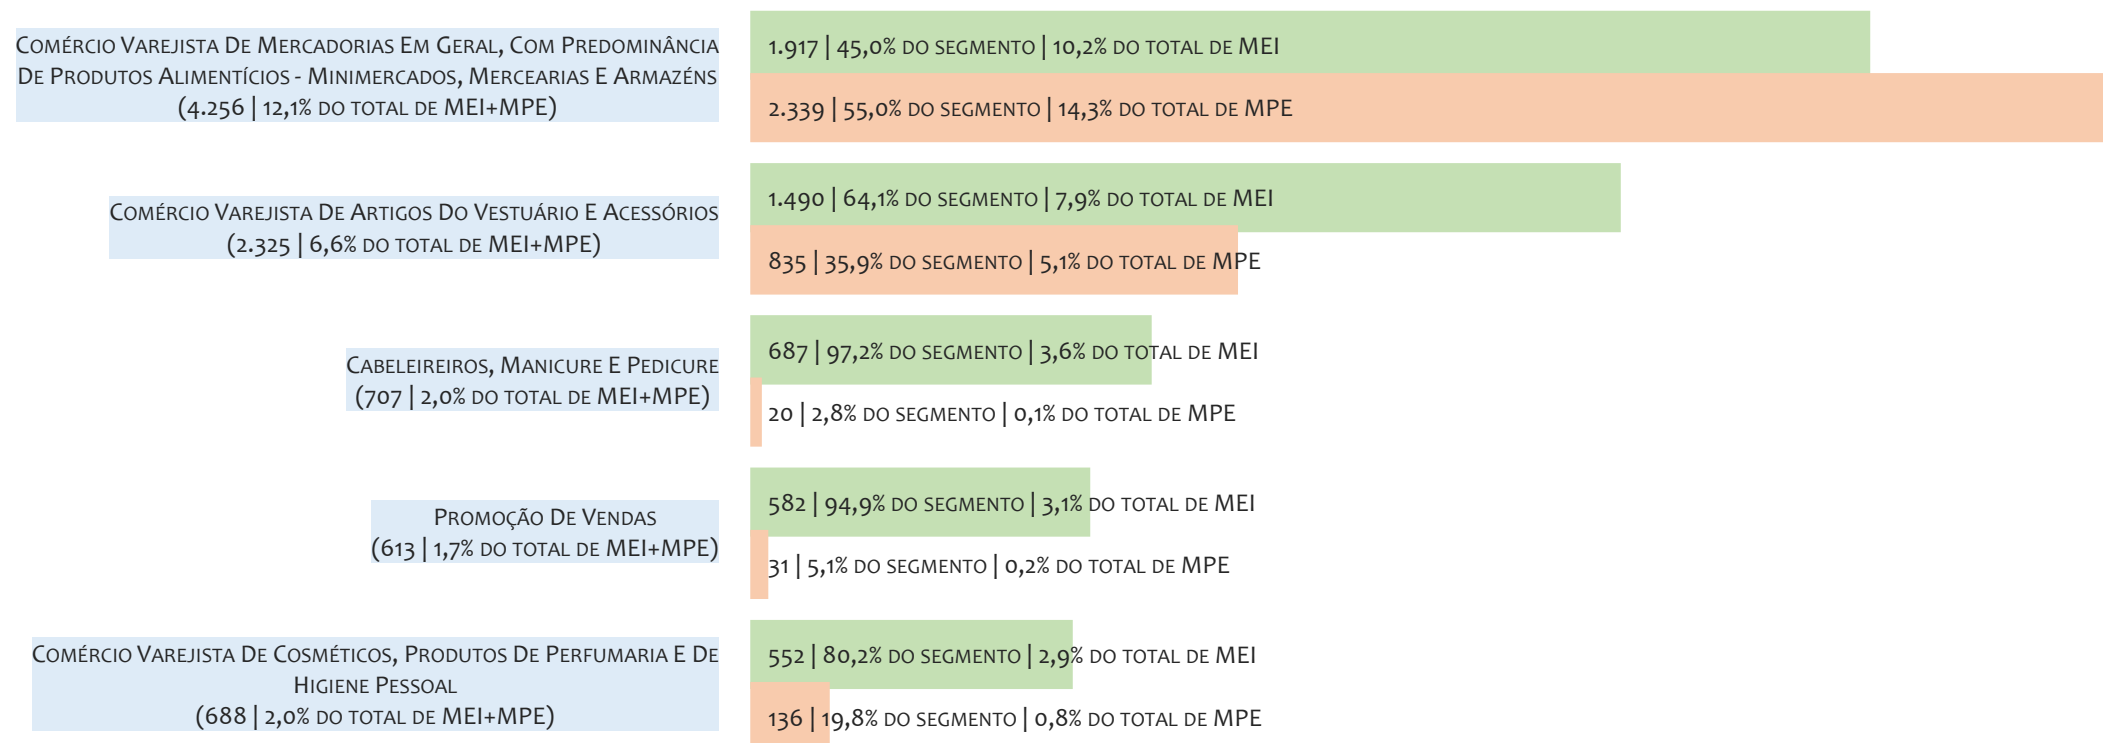 Comércio Varejista De Mercadorias Em Geral, Com Predominância
De Produtos Alimentícios - Minimercados, Mercearias E Armazéns
(4.256 | 12,1% do total de MEI+MPE)
1.917 | 45,0% do segmento | 10,2% do total de MEI
2.339 | 55,0% do segmento | 14,3% do total de MPE
Comércio Varejista De Artigos Do Vestuário E Acessórios
(2.325 | 6,6% do total de MEI+MPE)
1.490 | 64,1% do segmento | 7,9% do total de MEI
835 | 35,9% do segmento | 5,1% do total de MPE
Cabeleireiros, Manicure E Pedicure
(707 | 2,0% do total de MEI+MPE)
687 | 97,2% do segmento | 3,6% do total de MEI
20 | 2,8% do segmento | 0,1% do total de MPE
Promoção De Vendas
(613 | 1,7% do total de MEI+MPE)
582 | 94,9% do segmento | 3,1% do total de MEI
31 | 5,1% do segmento | 0,2% do total de MPE
Comércio Varejista De Cosméticos, Produtos De Perfumaria E De
Higiene Pessoal
(688 | 2,0% do total de MEI+MPE)
552 | 80,2% do segmento | 2,9% do total de MEI
136 | 19,8% do segmento | 0,8% do total de MPE